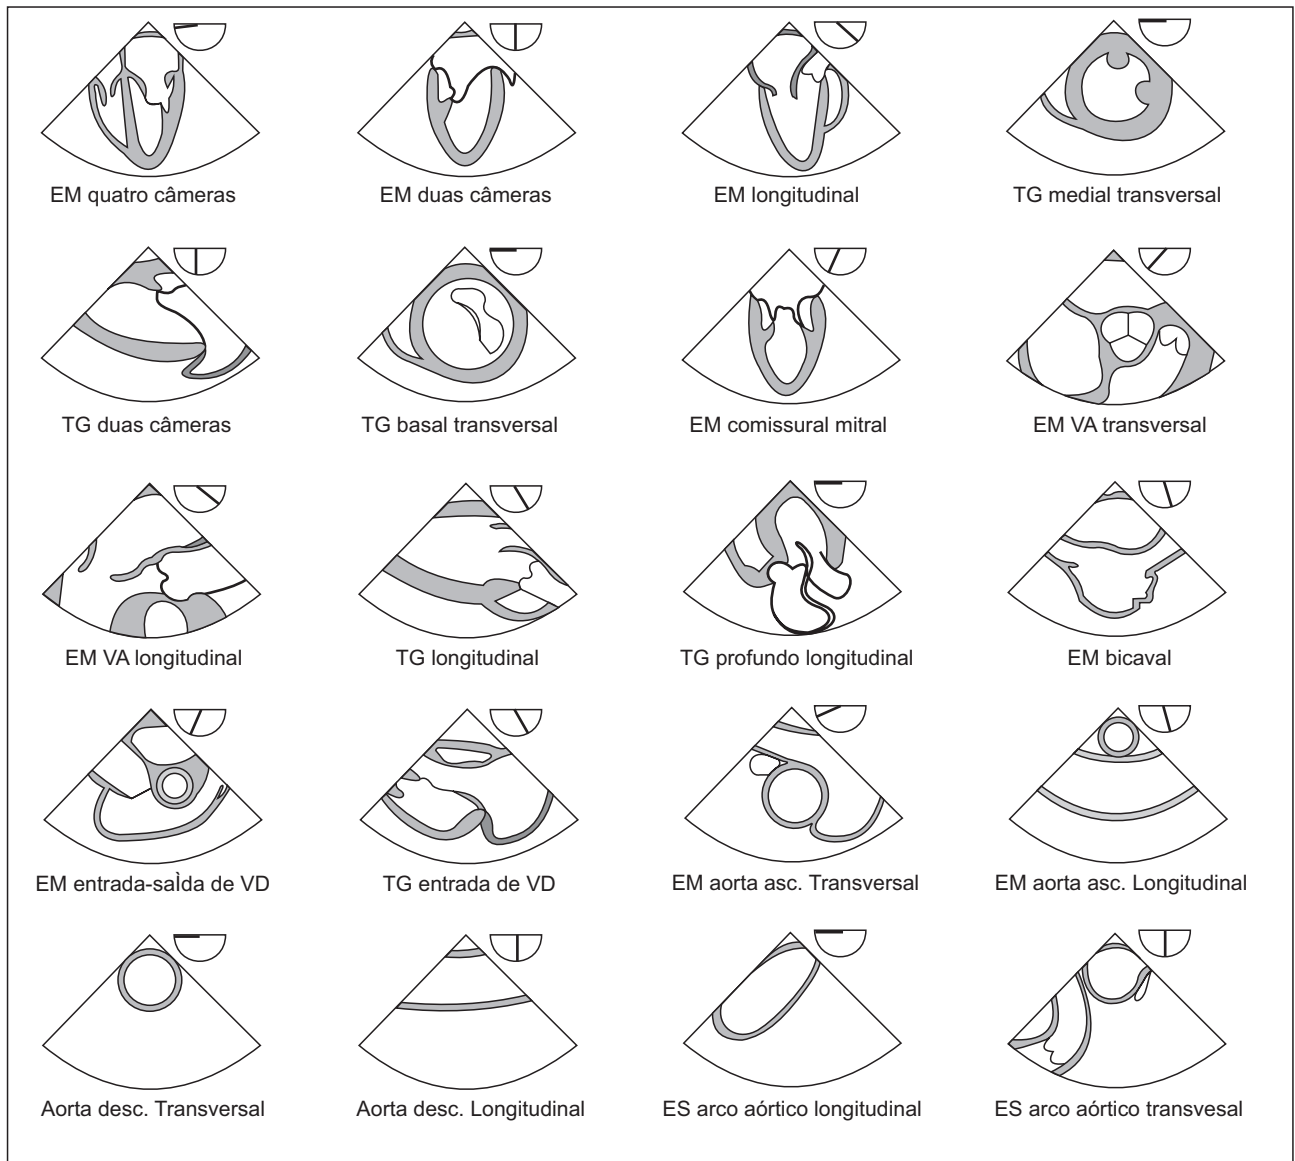 EM quatro câmeras
EM duas câmeras
EM longitudinal
TG medial transversal
TG duas câmeras
TG basal transversal
EM comissural mitral
EM VA transversal
EM VA longitudinal
TG longitudinal
TG profundo longitudinal
EM bicaval
EM entrada-saÌda de VD
TG entrada de VD
EM aorta asc. Transversal
EM aorta asc. Longitudinal
Aorta desc. Transversal
Aorta desc. Longitudinal
ES arco aórtico longitudinal
ES arco aórtico transvesal